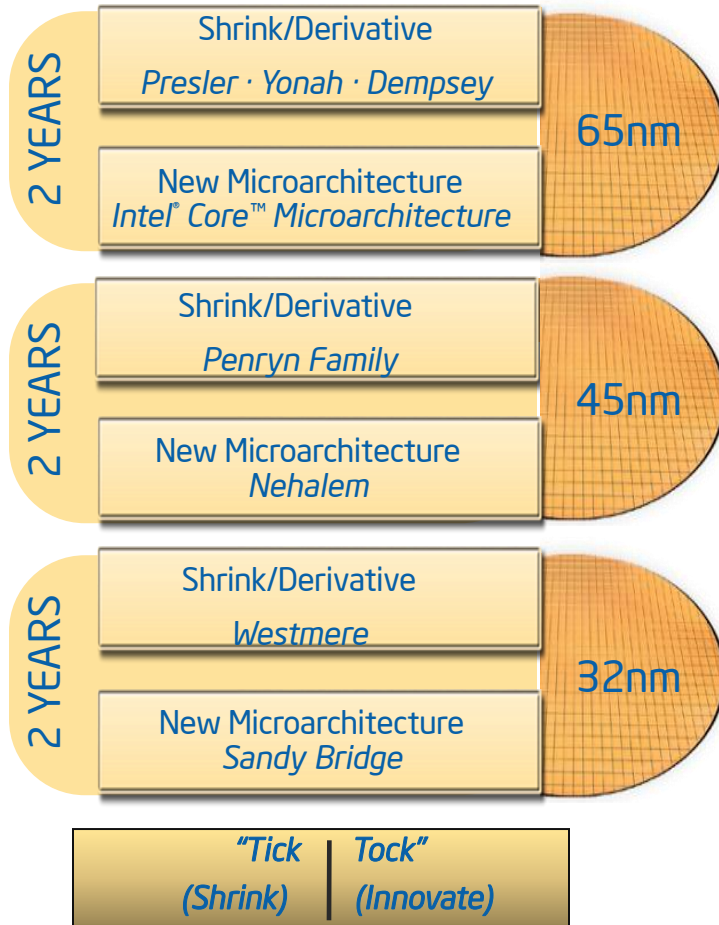 2 YEARS
Shrink/Derivative
Presler · Yonah · Dempsey
New Microarchitecture
Intel® Core™ Microarchitecture
65nm
2 YEARS
Shrink/Derivative
Penryn Family
New Microarchitecture
Nehalem
45nm
2 YEARS
Shrink/Derivative
Westmere
New Microarchitecture
Sandy Bridge
32nm
"Tick | Tock"
(Shrink) | (Innovate)